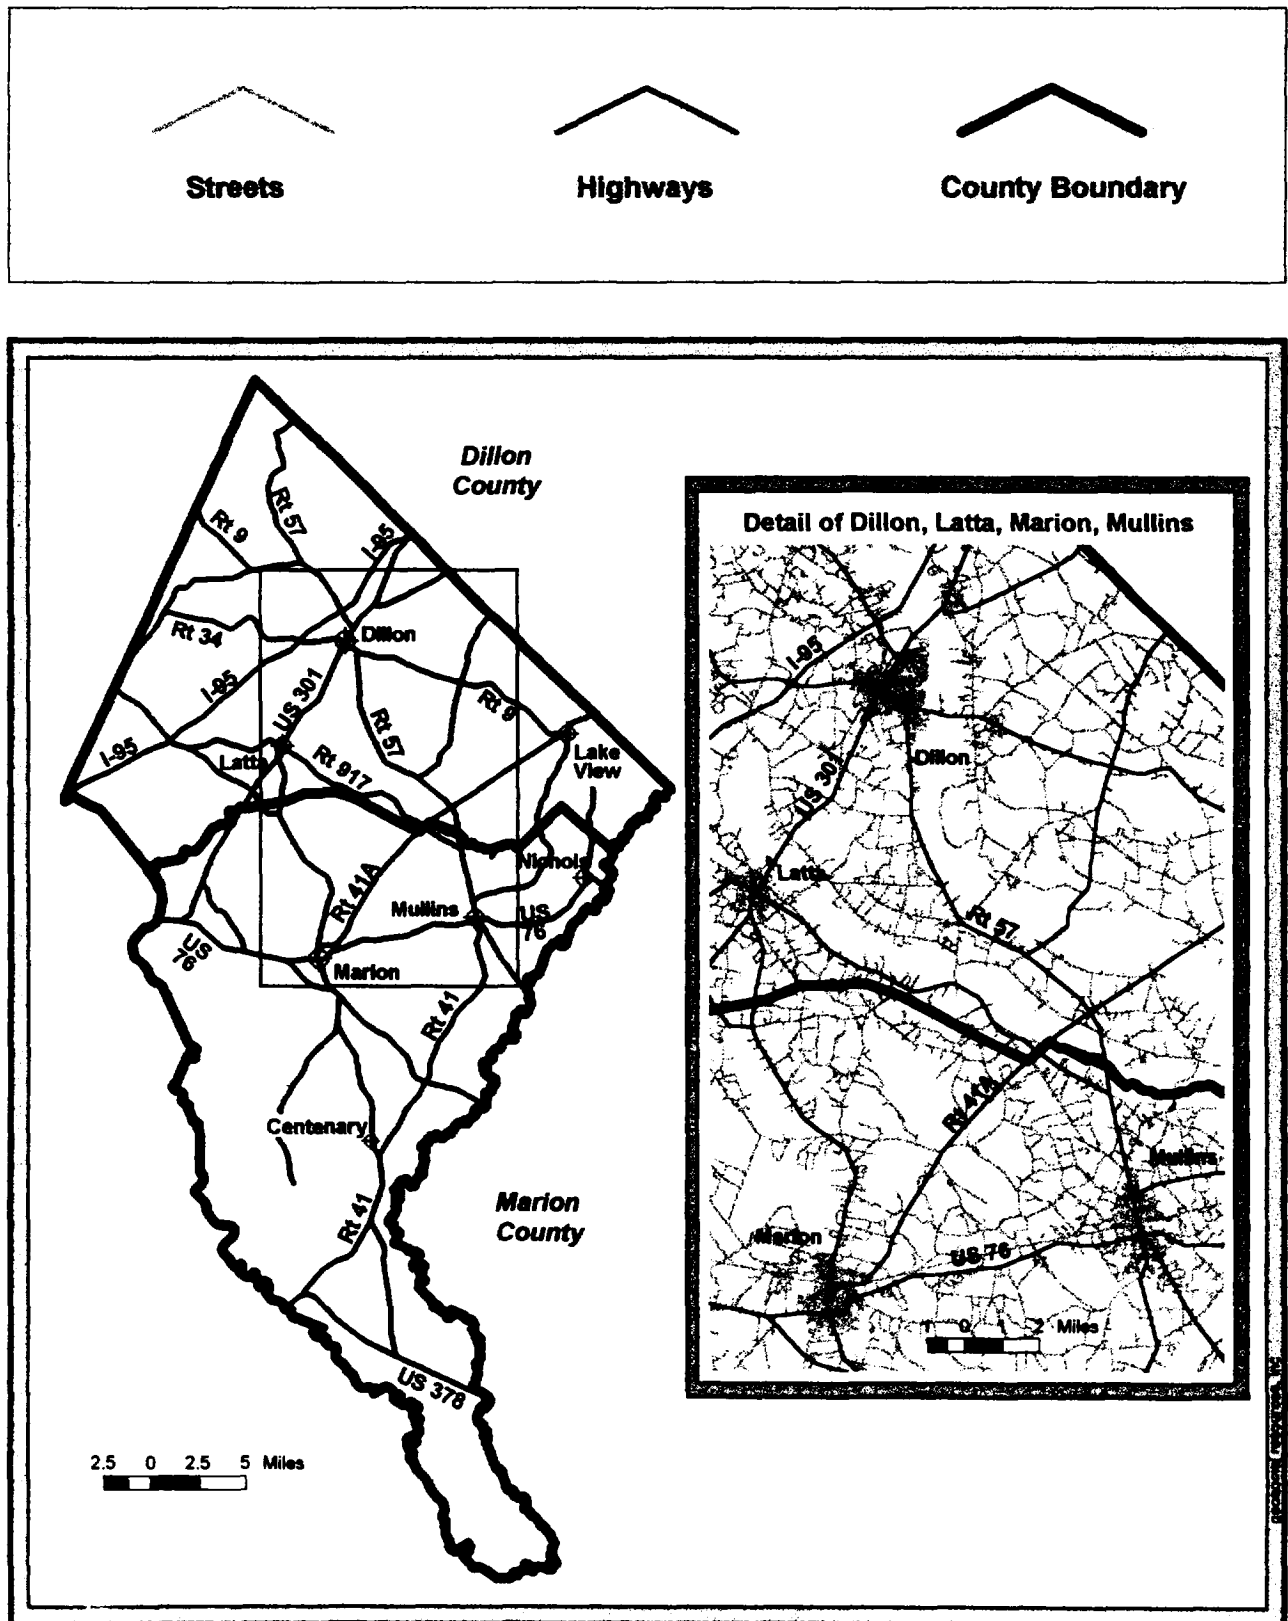 Streets
Highways
County Boundary
Dillon
County
Rt 57
Rt 9
I-95
Rt 34
Dillon
I-95
US 301
Rt 9
Rt 57
I-95
Latta
Rt 917
Lake
View
Nichols
Rt 41A
Mullins
US
76
US
76
Marion
Rt 41
Centenary
Rt 41
Marion
County
US 378
2.5 0 2.5 5 Miles
Detail of Dillon, Latta, Marion, Mullins
I-95
Dillon
US 301
Latta
Rt 57
Rt 41A
Mullins
Marion
US 76
1 0 1 2 Miles